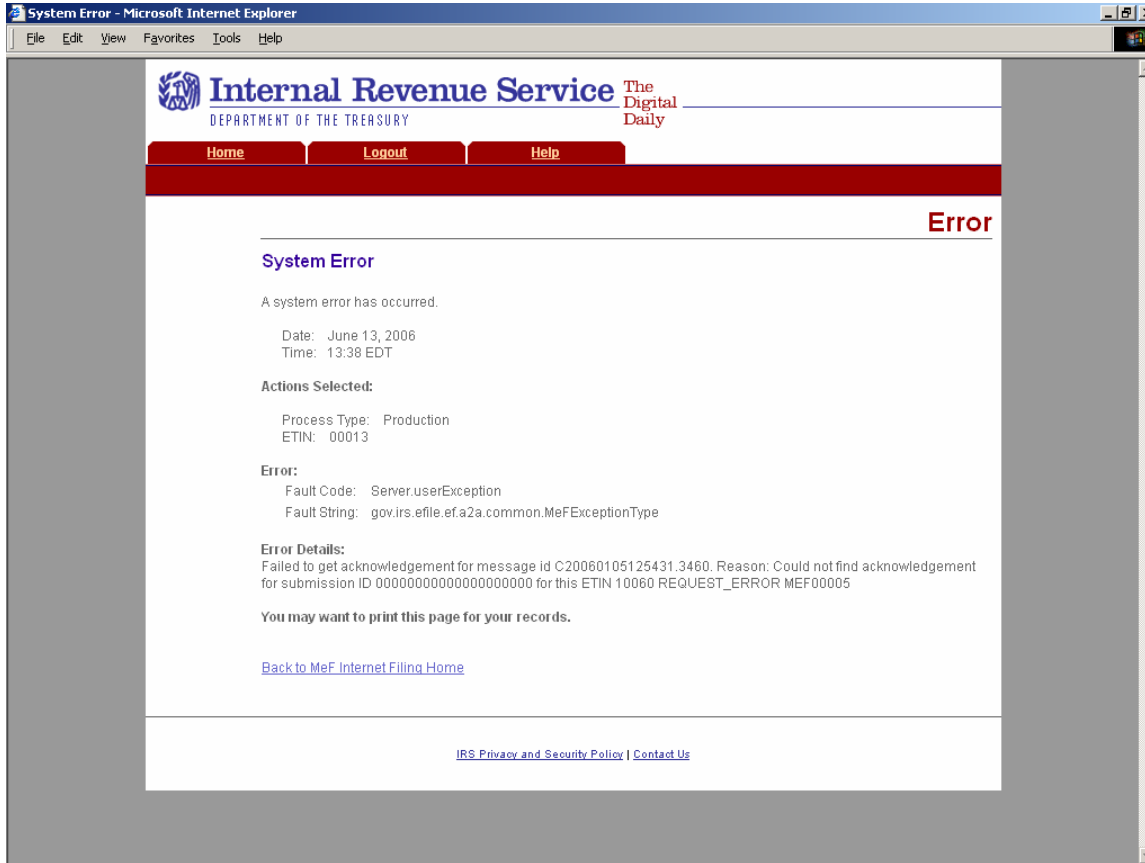 System Error - Microsoft Internet Explorer
File Edit View Favorites Tools Help
Internal Revenue Service
DEPARTMENT OF THE TREASURY
The
Digital
Daily
Home Logout Help
Error
System Error
A system error has occurred.
Date: June 13, 2006
Time: 13:38 EDT
Actions Selected:
Process Type: Production
ETIN: 00013
Error:
Fault Code: Server.userException
Fault String: gov.irs.efile.ef.a2a.common.MeFExceptionType
Error Details:
Failed to get acknowledgement for message id C20060105125431.3460. Reason: Could not find acknowledgement
for submission ID 00000000000000000000 for this ETIN 10060 REQUEST_ERROR MEF00005
You may want to print this page for your records.
Back to MeF Internet Filing Home
IRS Privacy and Security Policy | Contact Us